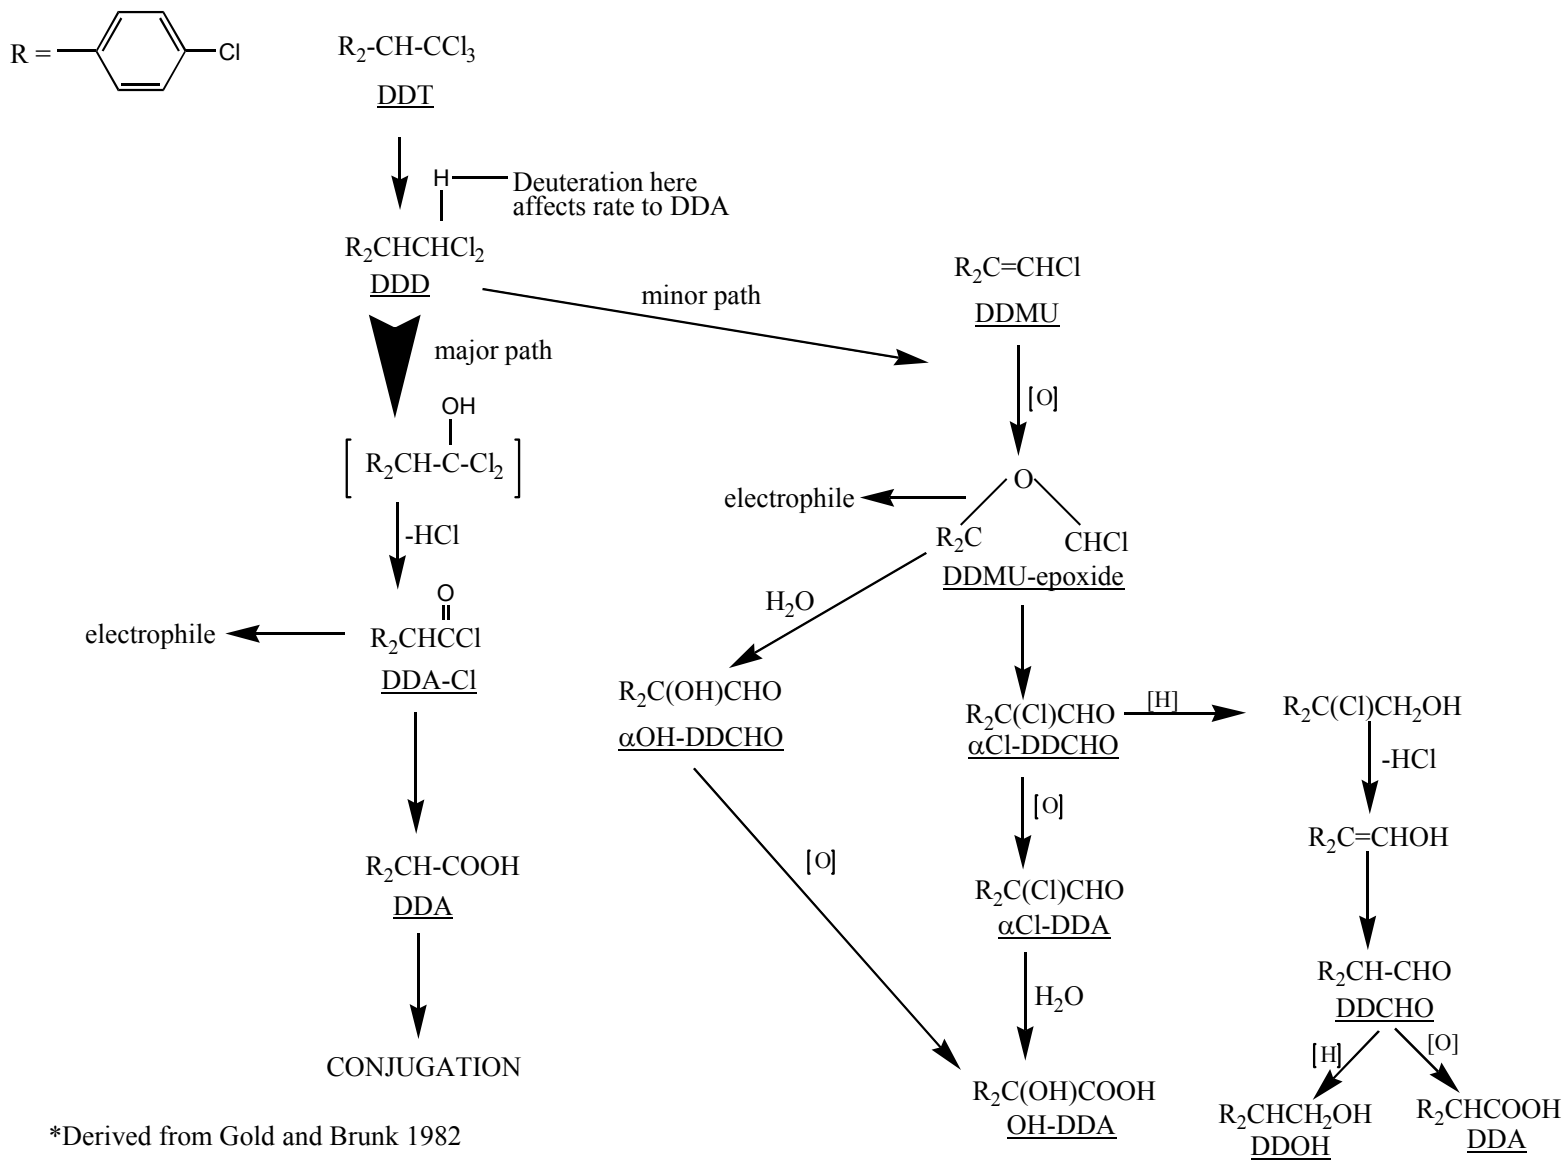 R =
Cl
R₂-CH-CCl₃
DDT
H
Deuteration here
affects rate to DDA
R₂CHCHCl₂
DDD
minor path
R₂C=CHCl
DDMU
major path
[O]
OH
[ R₂CH-C-Cl₂ ]
O
electrophile
R₂C
CHCl
DDMU-epoxide
-HCl
H₂O
O
electrophile
R₂CHCCl
DDA-Cl
R₂C(OH)CHO
αOH-DDCHO
R₂C(Cl)CHO
αCl-DDCHO
[H]
R₂C(Cl)CH₂OH
-HCl
[O]
R₂C=CHOH
[O]
R₂CH-COOH
DDA
R₂C(Cl)CHO
αCl-DDA
R₂CH-CHO
DDCHO
H₂O
[H]
[O]
CONJUGATION
R₂C(OH)COOH
OH-DDA
R₂CHCH₂OH
DDOH
R₂CHCOOH
DDA
*Derived from Gold and Brunk 1982